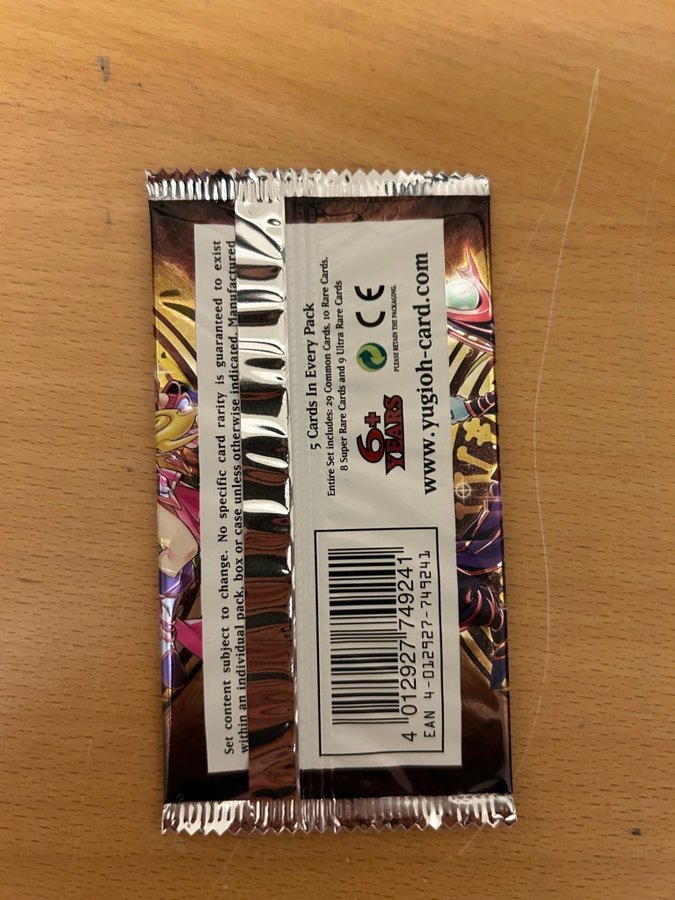 Set content subject to change. No specific card rarity is guaranteed to exist
within an individual pack, box or case unless otherwise indicated. Manufactured
5 Cards In Every Pack
Entire Set includes: 29 Common Cards, 10 Rare Cards,
8 Super Rare Cards and 9 Ultra Rare Cards
6+
YEARS
CE
PLEASE RETAIN THE PACKAGING.
www.yugioh-card.com
4 012927 749241
EAN 4-012927-749241